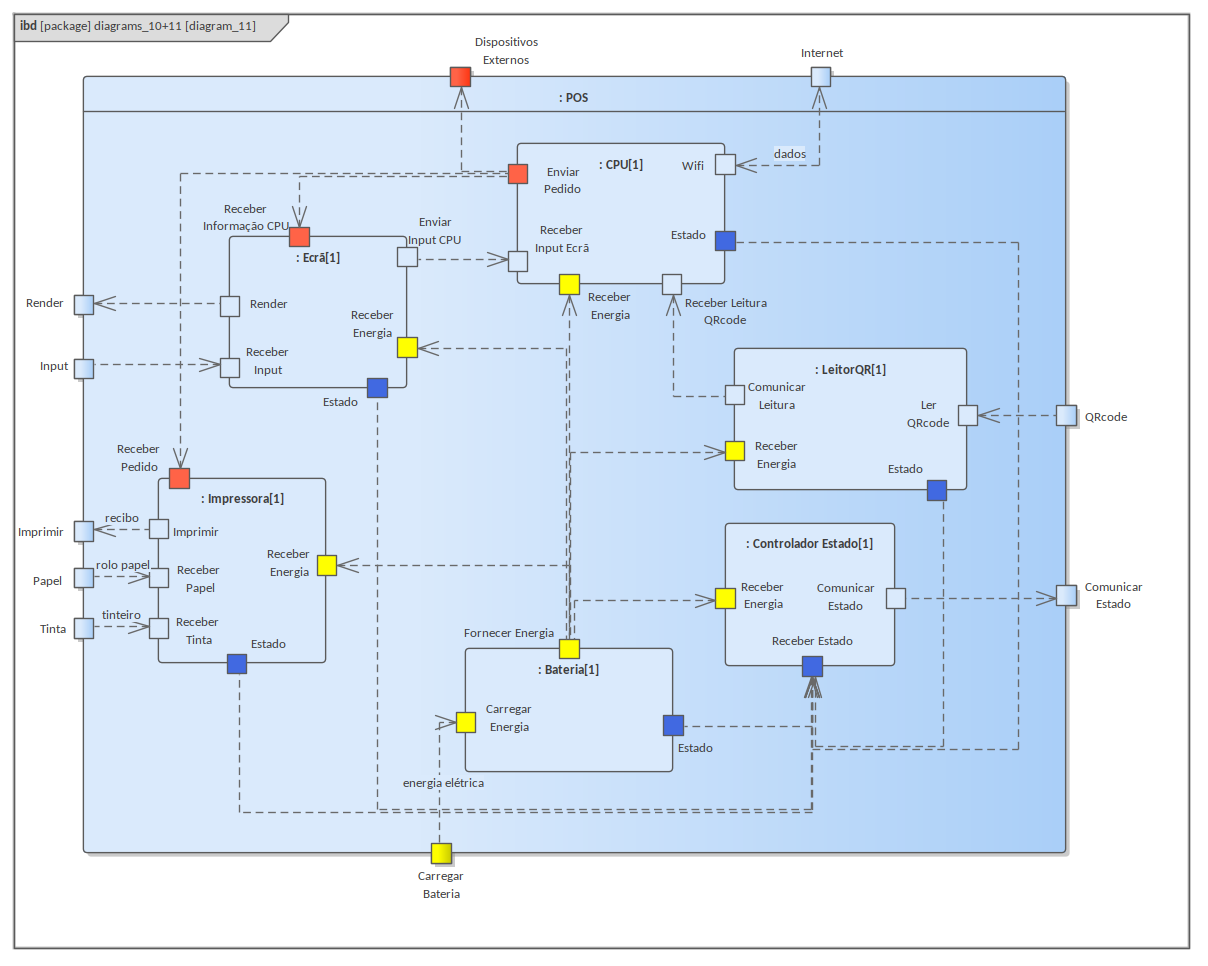 ibd [package] diagrams_10+11 [diagram_11]
Dispositivos
Externos
Internet
: POS
: CPU[1]
Enviar
Pedido
Wifi
dados
Receber
Informação CPU
Enviar
Input CPU
Receber
Input Ecrã
Estado
: Ecrã[1]
Render
Render
Receber
Energia
Receber Leitura
QRcode
Receber
Energia
Input
Receber
Input
Estado
: LeitorQR[1]
Comunicar
Leitura
Ler
QRcode
QRcode
Receber
Energia
Estado
Receber
Pedido
: Impressora[1]
recibo
Imprimir
Imprimir
Receber
Energia
rolo papel
Papel
Receber
Papel
tinteiro
Tinta
Receber
Tinta
Estado
: Controlador Estado[1]
Receber
Energia
Comunicar
Estado
Comunicar
Estado
Receber Estado
Fornecer Energia
: Bateria[1]
Carregar
Energia
Estado
energia elétrica
Carregar
Bateria